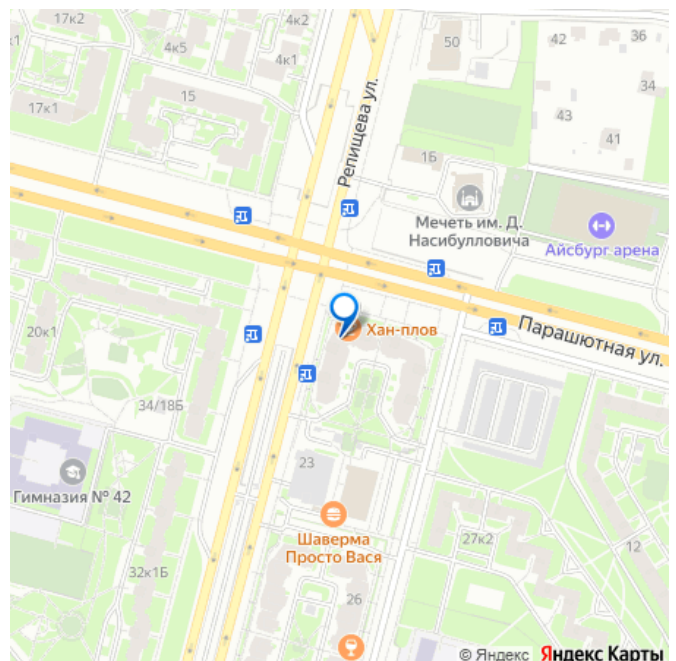 17к2
4к2
36
42
50
4к5
4к1
34
15
17к1
43
41
Репищева ул.
1Б
Мечеть им. Д.
Насибулловича
Айсбург арена
Хан-плов
Парашютная ул.
20к1
34/18Б
23
Гимназия № 42
Шаверма
Просто Вася
27к2
12
32к1Б
26
© Яндекс Яндекс Карты